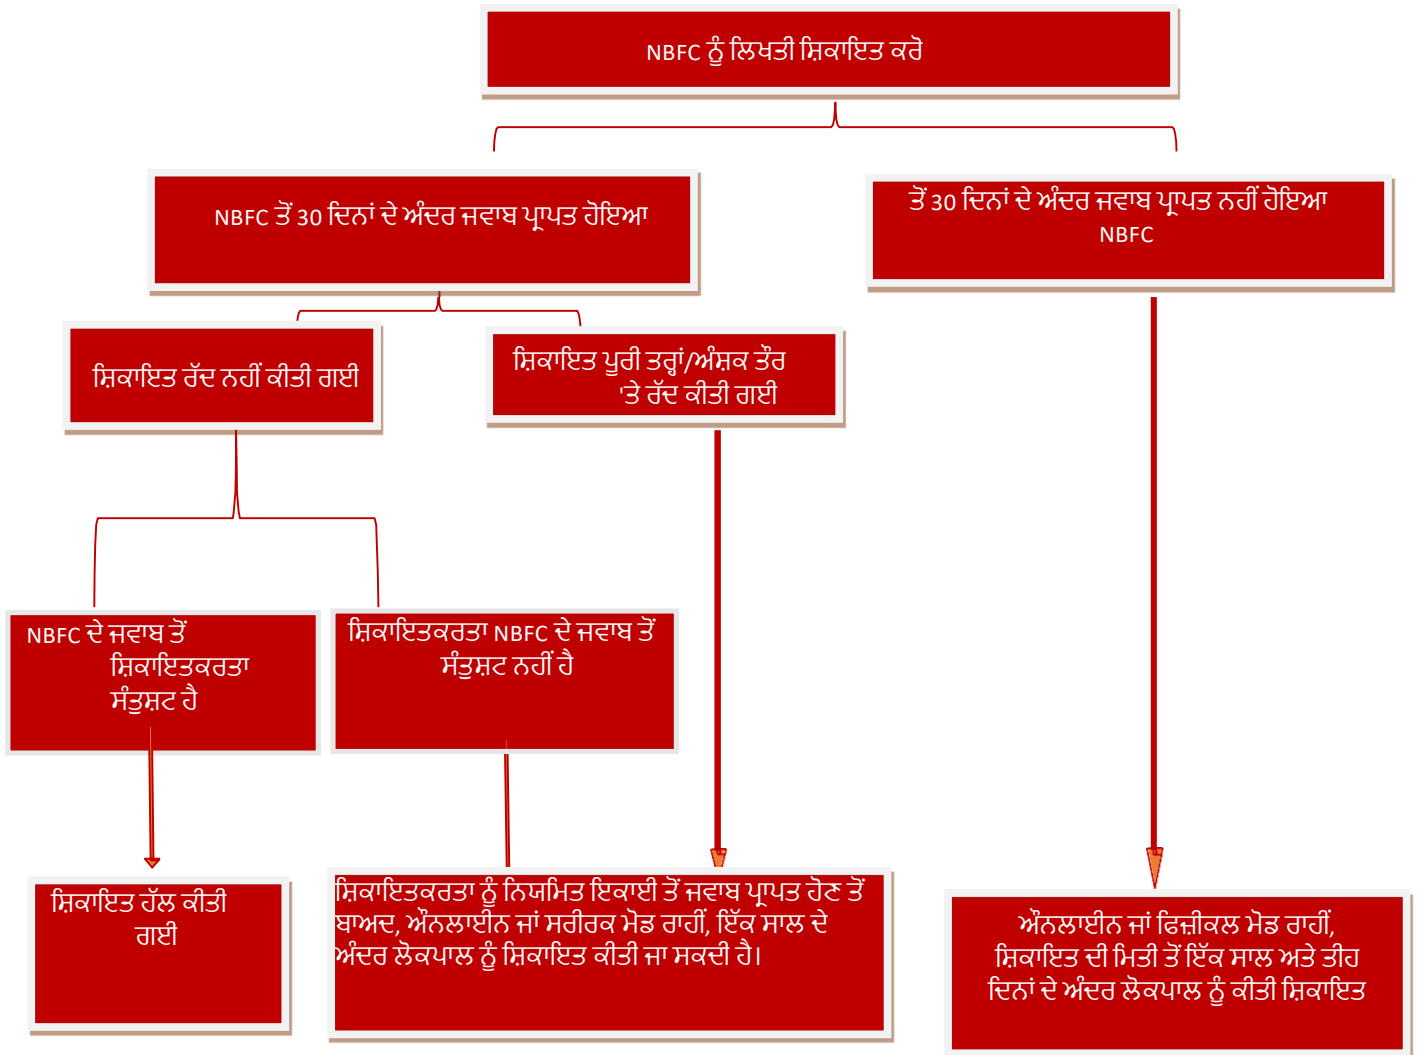 NBFC ਨੂੰ ਲਿਖਤੀ ਸ਼ਿਕਾਇਤ ਕਰੋ
NBFC ਤੋਂ 30 ਦਿਨਾਂ ਦੇ ਅੰਦਰ ਜਵਾਬ ਪ੍ਰਾਪਤ ਹੋਇਆ
ਤੋਂ 30 ਦਿਨਾਂ ਦੇ ਅੰਦਰ ਜਵਾਬ ਪ੍ਰਾਪਤ ਨਹੀਂ ਹੋਇਆ
NBFC
ਸ਼ਿਕਾਇਤ ਰੱਦ ਨਹੀਂ ਕੀਤੀ ਗਈ
ਸ਼ਿਕਾਇਤ ਪੂਰੀ ਤਰ੍ਹਾਂ/ਅੰਸ਼ਕ ਤੌਰ
'ਤੇ ਰੱਦ ਕੀਤੀ ਗਈ
NBFC ਦੇ ਜਵਾਬ ਤੋਂ
ਸ਼ਿਕਾਇਤਕਰਤਾ
ਸੰਤੁਸ਼ਟ ਹੈ
ਸ਼ਿਕਾਇਤਕਰਤਾ NBFC ਦੇ ਜਵਾਬ ਤੋਂ
ਸੰਤੁਸ਼ਟ ਨਹੀਂ ਹੈ
ਸ਼ਿਕਾਇਤ ਹੱਲ ਕੀਤੀ
ਗਈ
ਸ਼ਿਕਾਇਤਕਰਤਾ ਨੂੰ ਨਿਯਮਿਤ ਇਕਾਈ ਤੋਂ ਜਵਾਬ ਪ੍ਰਾਪਤ ਹੋਣ ਤੋਂ
ਬਾਅਦ, ਔਨਲਾਈਨ ਜਾਂ ਸਰੀਰਕ ਮੋਡ ਰਾਹੀਂ, ਇੱਕ ਸਾਲ ਦੇ
ਅੰਦਰ ਲੋਕਪਾਲ ਨੂੰ ਸ਼ਿਕਾਇਤ ਕੀਤੀ ਜਾ ਸਕਦੀ ਹੈ।
ਔਨਲਾਈਨ ਜਾਂ ਫਿਜ਼ੀਕਲ ਮੋਡ ਰਾਹੀਂ,
ਸ਼ਿਕਾਇਤ ਦੀ ਮਿਤੀ ਤੋਂ ਇੱਕ ਸਾਲ ਅਤੇ ਤੀਹ
ਦਿਨਾਂ ਦੇ ਅੰਦਰ ਲੋਕਪਾਲ ਨੂੰ ਕੀਤੀ ਸ਼ਿਕਾਇਤ